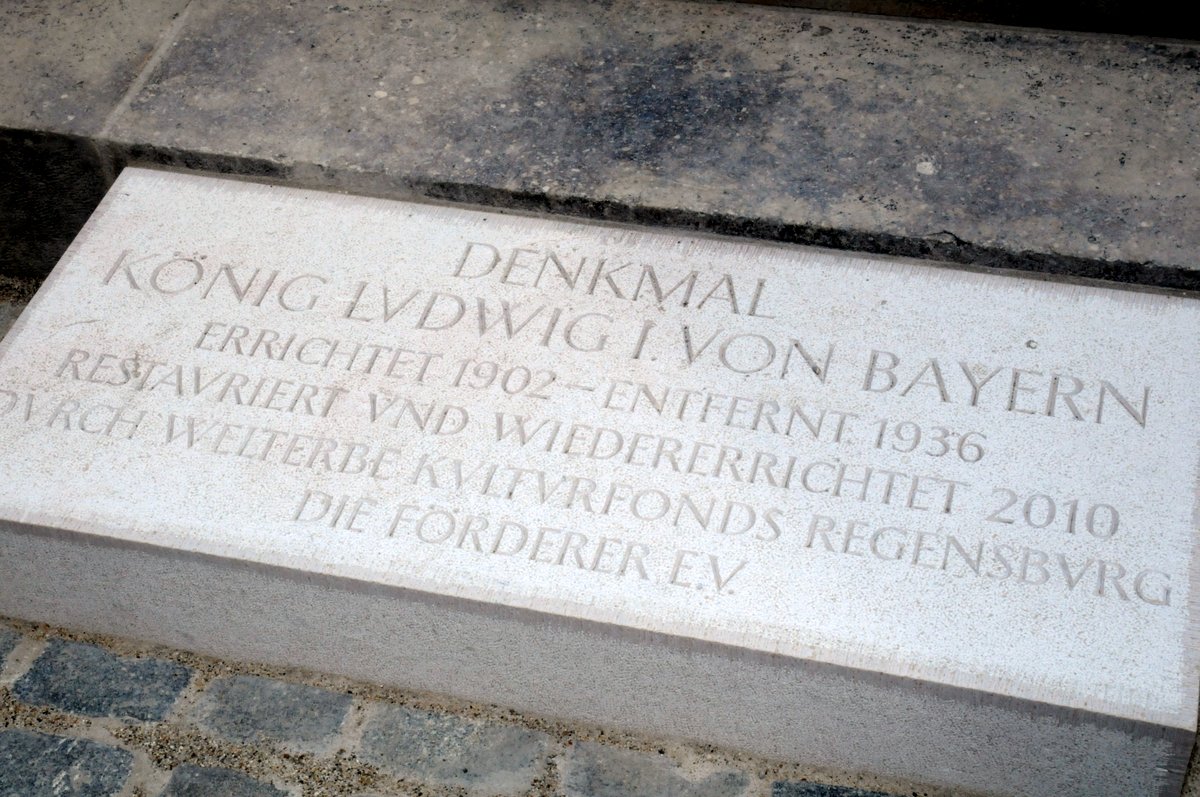 DENKMAL
KÖNIG LVDWIG I. VON BAYERN
ERRICHTET 1902 – ENTFERNT 1936
RESTAVRIERT VND WIEDERERRICHTET 2010
DVRCH WELTERBE KVLTVRFONDS REGENSBVRG
DIE FÖRDERER E.V.